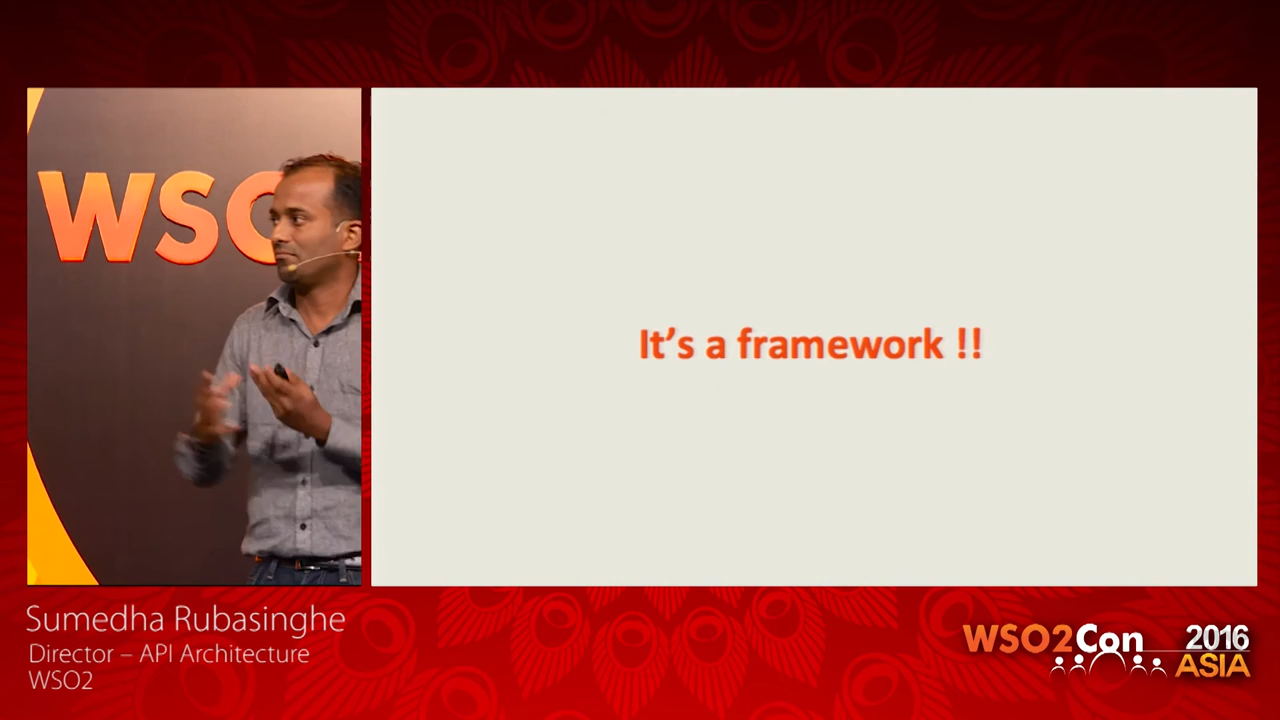 WSO
It's a framework !!
Sumedha Rubasinghe
Director – API Architecture
WSO2
WSO2Con 2016
ASIA